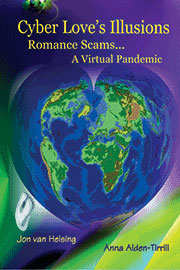 Cyber Love's Illusions
Romance Scams...
A Virtual Pandemic
Jon van Helsing
Anna Alden-Tirrill